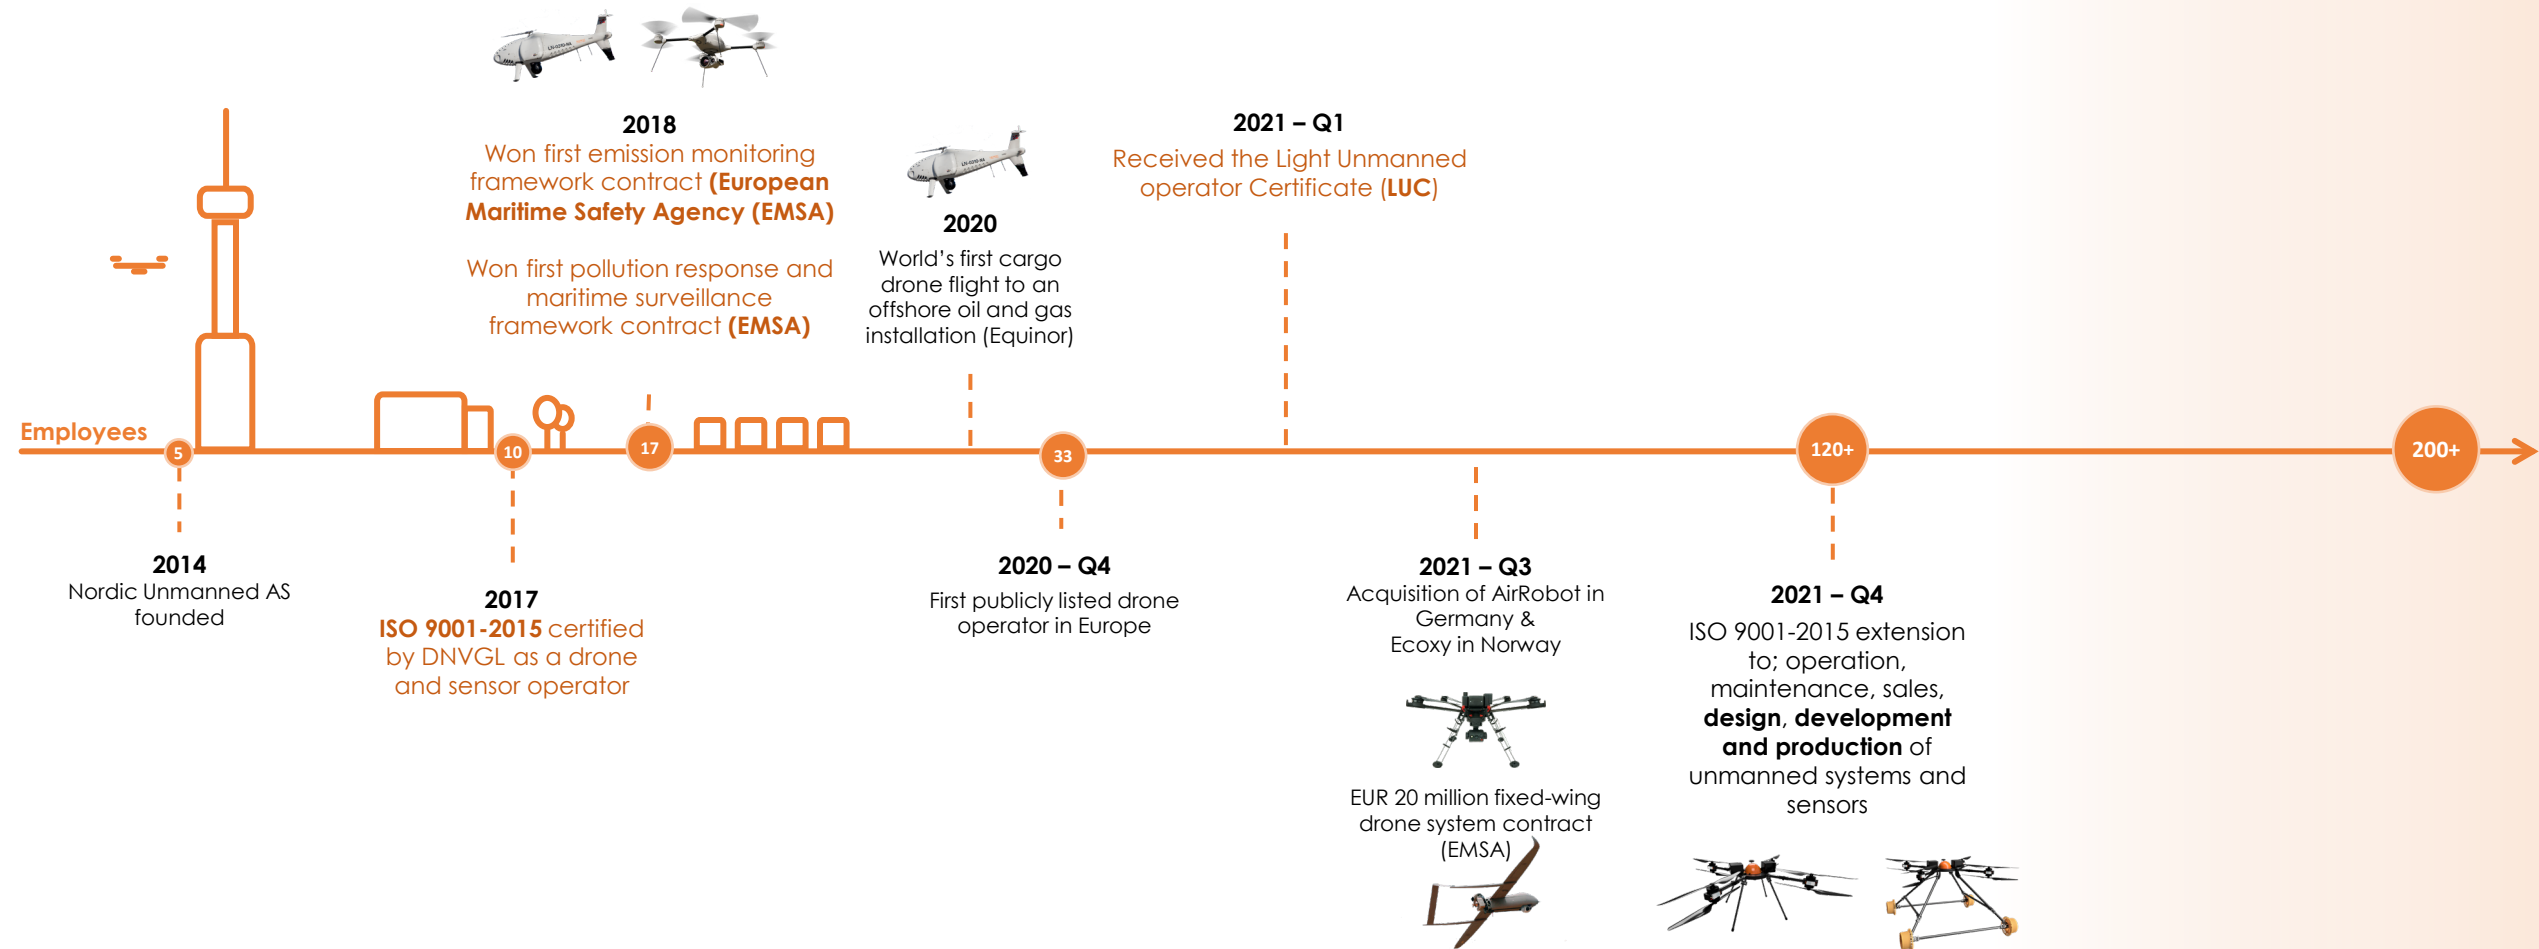 2018
Won first emission monitoring
framework contract (European
Maritime Safety Agency (EMSA)
Won first pollution response and
maritime surveillance
framework contract (EMSA)
2020
World's first cargo
drone flight to an
offshore oil and gas
installation (Equinor)
2021 – Q1
Received the Light Unmanned
operator Certificate (LUC)
Employees
5
10
17
33
120+
200+
2014
Nordic Unmanned AS
founded
2017
ISO 9001-2015 certified
by DNVGL as a drone
and sensor operator
2020 – Q4
First publicly listed drone
operator in Europe
2021 – Q3
Acquisition of AirRobot in
Germany &
Ecoxy in Norway
EUR 20 million fixed-wing
drone system contract
(EMSA)
2021 – Q4
ISO 9001-2015 extension
to; operation,
maintenance, sales,
design, development
and production of
unmanned systems and
sensors